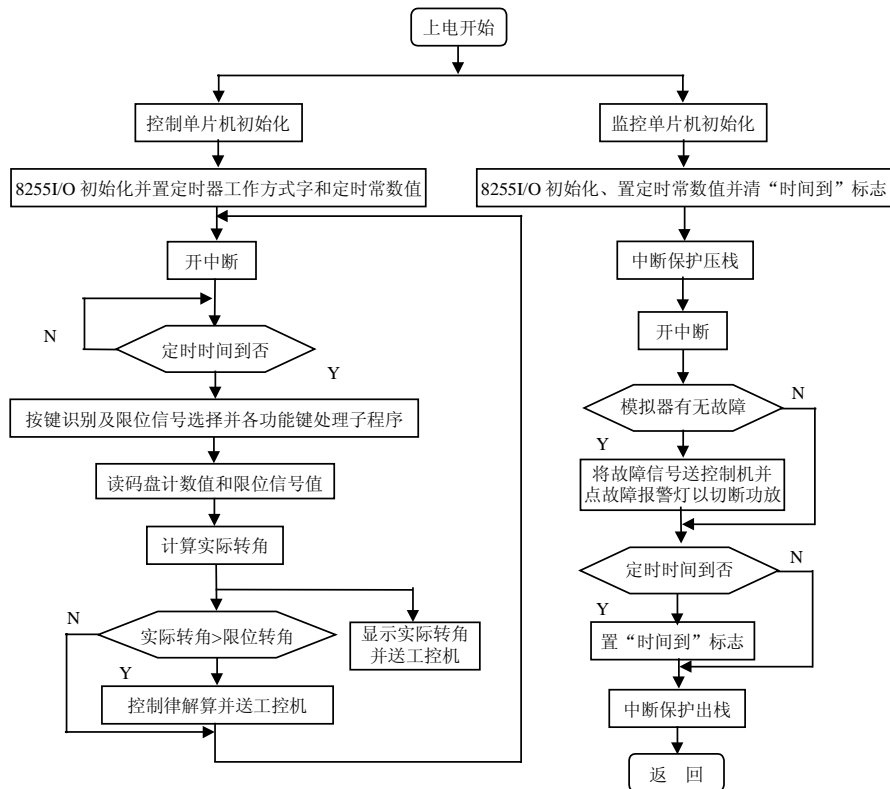 上电开始
控制单片机初始化
8255I/O 初始化并置定时器工作方式字和定时常数值
开中断
N
定时时间到否
Y
按键识别及限位信号选择并各功能键处理子程序
读码盘计数值和限位信号值
计算实际转角
N
实际转角>限位转角
Y
显示实际转角
并送工控机
控制律解算并送工控机
监控单片机初始化
8255I/O 初始化、置定时常数值并清“时间到”标志
中断保护压栈
开中断
模拟器有无故障
N
Y
将故障信号送控制机并
点故障报警灯以切断功放
定时时间到否
N
Y
置“时间到”标志
中断保护出栈
返 回